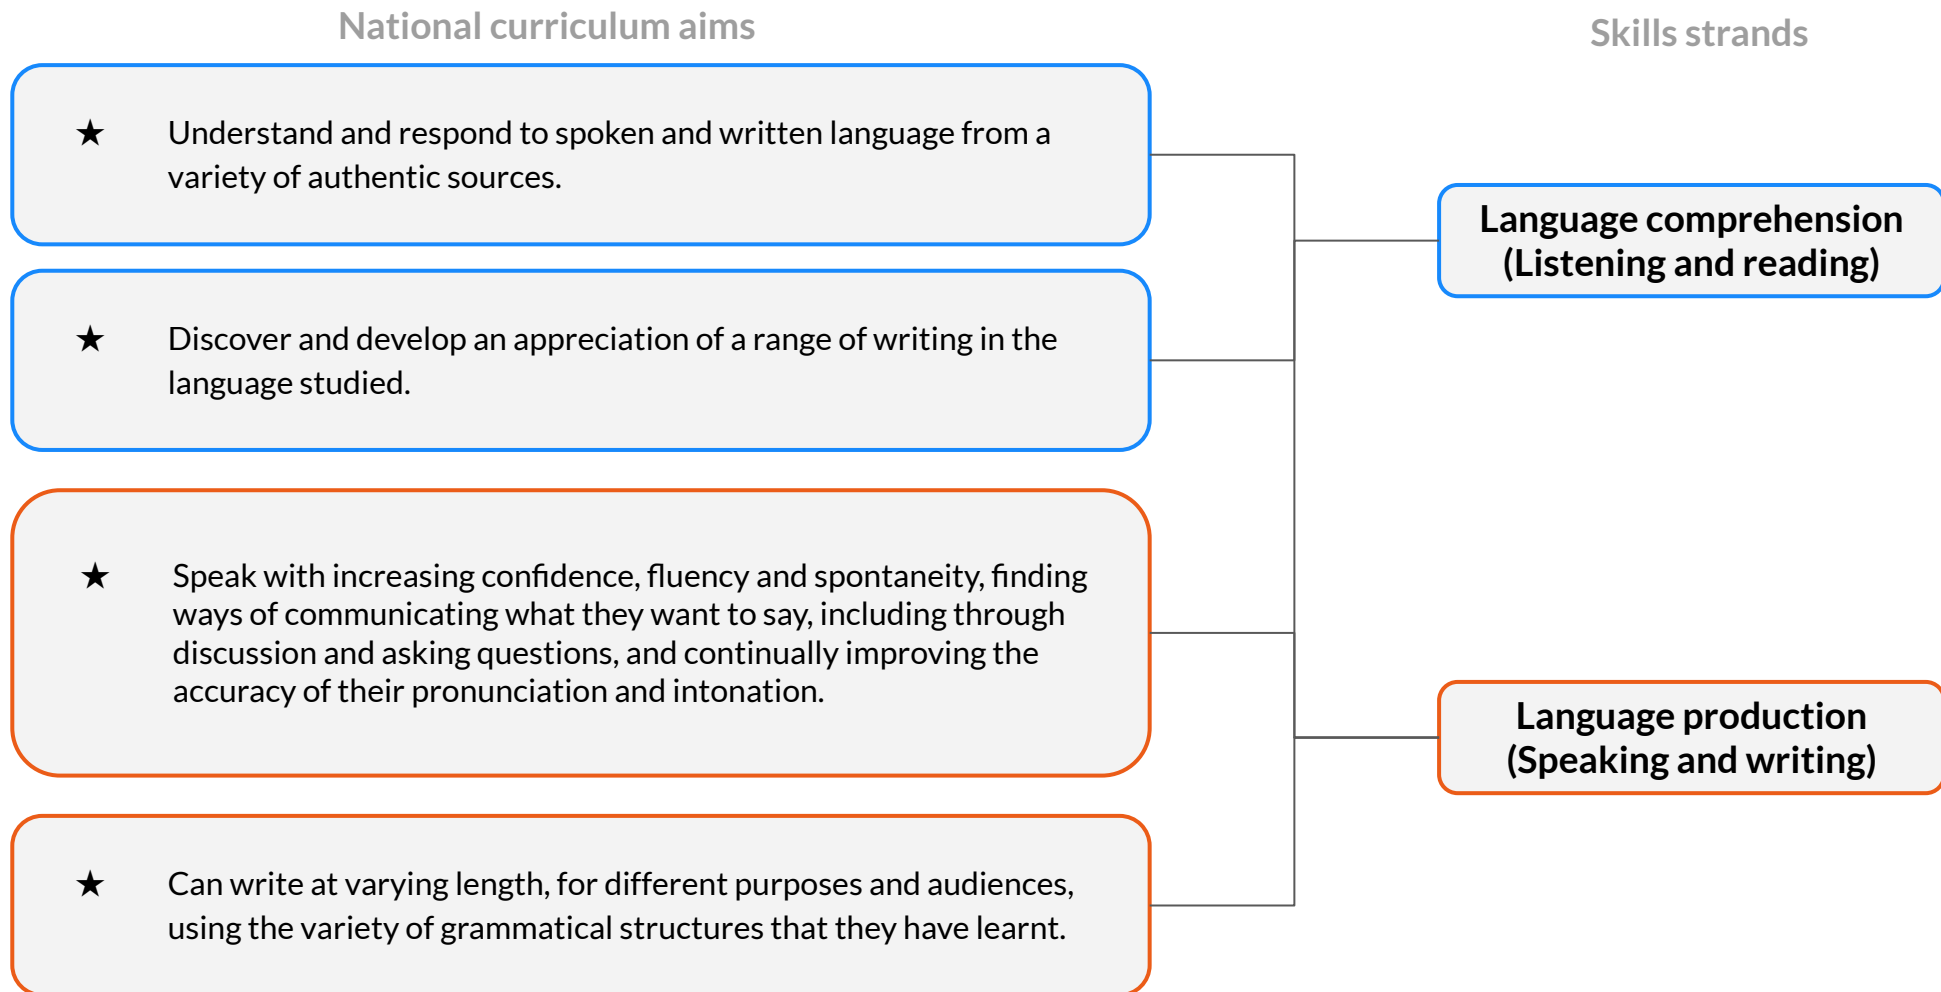 National curriculum aims
Skills strands
★ Understand and respond to spoken and written language from a
variety of authentic sources.
Language comprehension
(Listening and reading)
★ Discover and develop an appreciation of a range of writing in the
language studied.
★ Speak with increasing confidence, fluency and spontaneity, finding
ways of communicating what they want to say, including through
discussion and asking questions, and continually improving the
accuracy of their pronunciation and intonation.
Language production
(Speaking and writing)
★ Can write at varying length, for different purposes and audiences,
using the variety of grammatical structures that they have learnt.